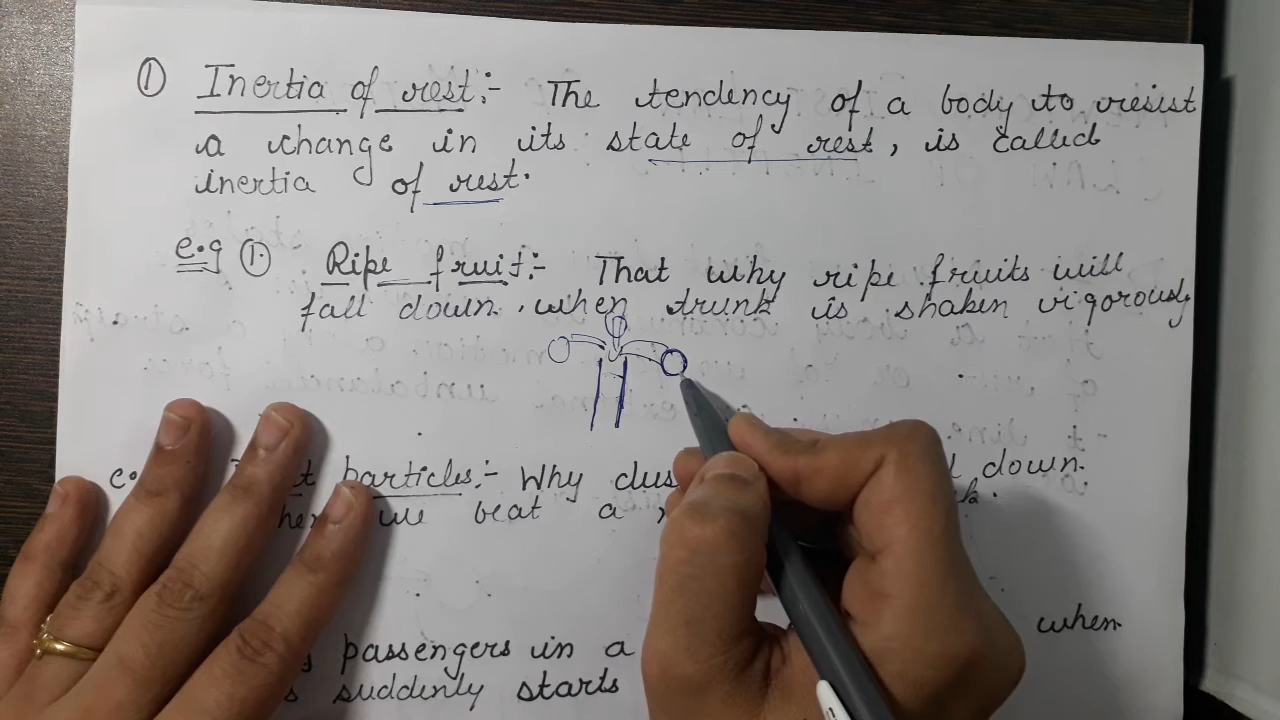 ① Inertia of rest:- The tendency of a body to resist
a change in its state of rest, is called
inertia of rest.
e.g ①. Ripe fruit:- That why ripe fruits will
fall down. when trunk is shaken vigorously
particles:- Why down.
we beat a
passengers in a when
suddenly starts